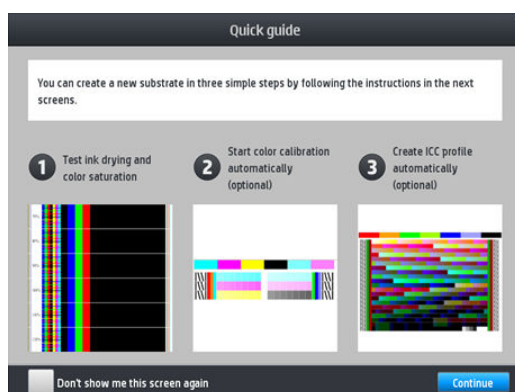 Quick guide
You can create a new substrate in three simple steps by following the instructions in the next
screens.
1
Test ink drying and
color saturation
2
Start color calibration
automatically
(optional)
3
Create ICC profile
automatically
(optional)
Don't show me this screen again
Continue